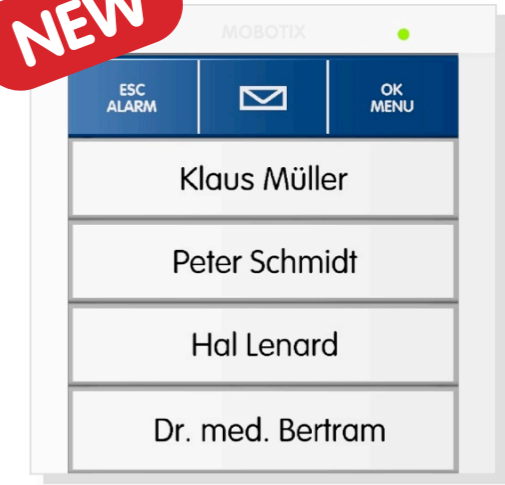 NEW
MOBOTIX
ESC
ALARM
OK
MENU
Klaus Müller
Peter Schmidt
Hal Lenard
Dr. med. Bertram